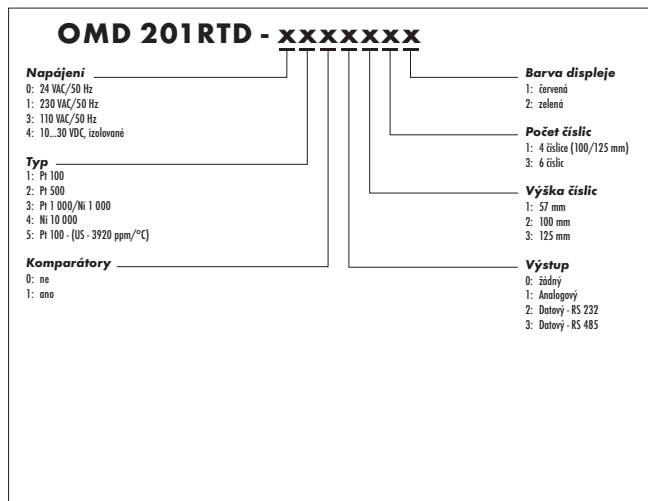 OMD 201RTD - xxxxxxx
Napájení
0: 24 VAC/50 Hz
1: 230 VAC/50 Hz
3: 110 VAC/50 Hz
4: 10...30 VDC, izolované
Typ
1: Pt 100
2: Pt 500
3: Pt 1 000/Ni 1 000
4: Ni 10 000
5: Pt 100 - (US - 3920 ppm/°C)
Komparátory
0: ne
1: ano
Barva displeje
1: červená
2: zelená
Počet číslic
1: 4 číslice (100/125 mm)
3: 6 číslic
Výška číslic
1: 57 mm
2: 100 mm
3: 125 mm
Výstup
0: žádný
1: Analogový
2: Datový - RS 232
3: Datový - RS 485